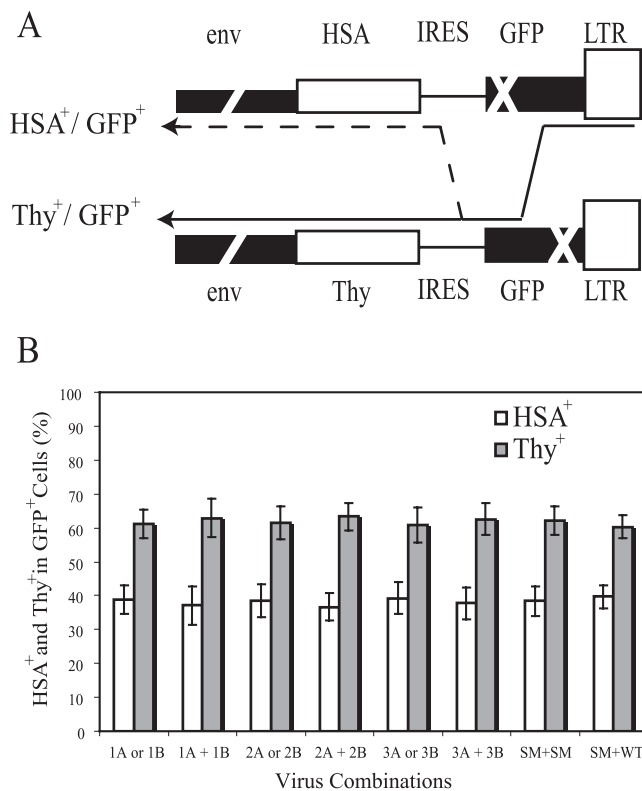 A
env HSA IRES GFP LTR
HSA⁺/ GFP⁺
Thy⁺/ GFP⁺
env Thy IRES GFP LTR
B
HSA⁺ and Thy⁺ in GFP⁺ Cells (%)
100
90
80
70
60
50
40
30
20
10
0
HSA⁺
Thy⁺
1A or 1B 1A + 1B 2A or 2B 2A + 2B 3A or 3B 3A + 3B SM+SM SM+WT
Virus Combinations